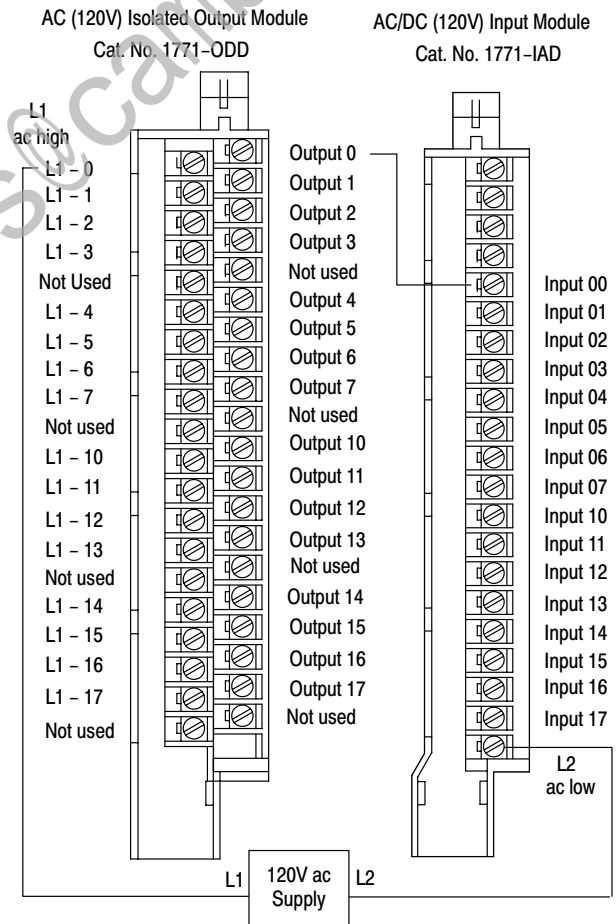 AC (120V) Isolated Output Module
Cat. No. 1771–ODD
AC/DC (120V) Input Module
Cat. No. 1771–IAD
L1
ac high
L1 – 0
L1 – 1
L1 – 2
L1 – 3
Not Used
L1 – 4
L1 – 5
L1 – 6
L1 – 7
Not used
L1 – 10
L1 – 11
L1 – 12
L1 – 13
Not used
L1 – 14
L1 – 15
L1 – 16
L1 – 17
Not used
Output 0
Output 1
Output 2
Output 3
Not used
Output 4
Output 5
Output 6
Output 7
Not used
Output 10
Output 11
Output 12
Output 13
Not used
Output 14
Output 15
Output 16
Output 17
Not used
Input 00
Input 01
Input 02
Input 03
Input 04
Input 05
Input 06
Input 07
Input 10
Input 11
Input 12
Input 13
Input 14
Input 15
Input 16
Input 17
L2
ac low
L1
120V ac
Supply
L2